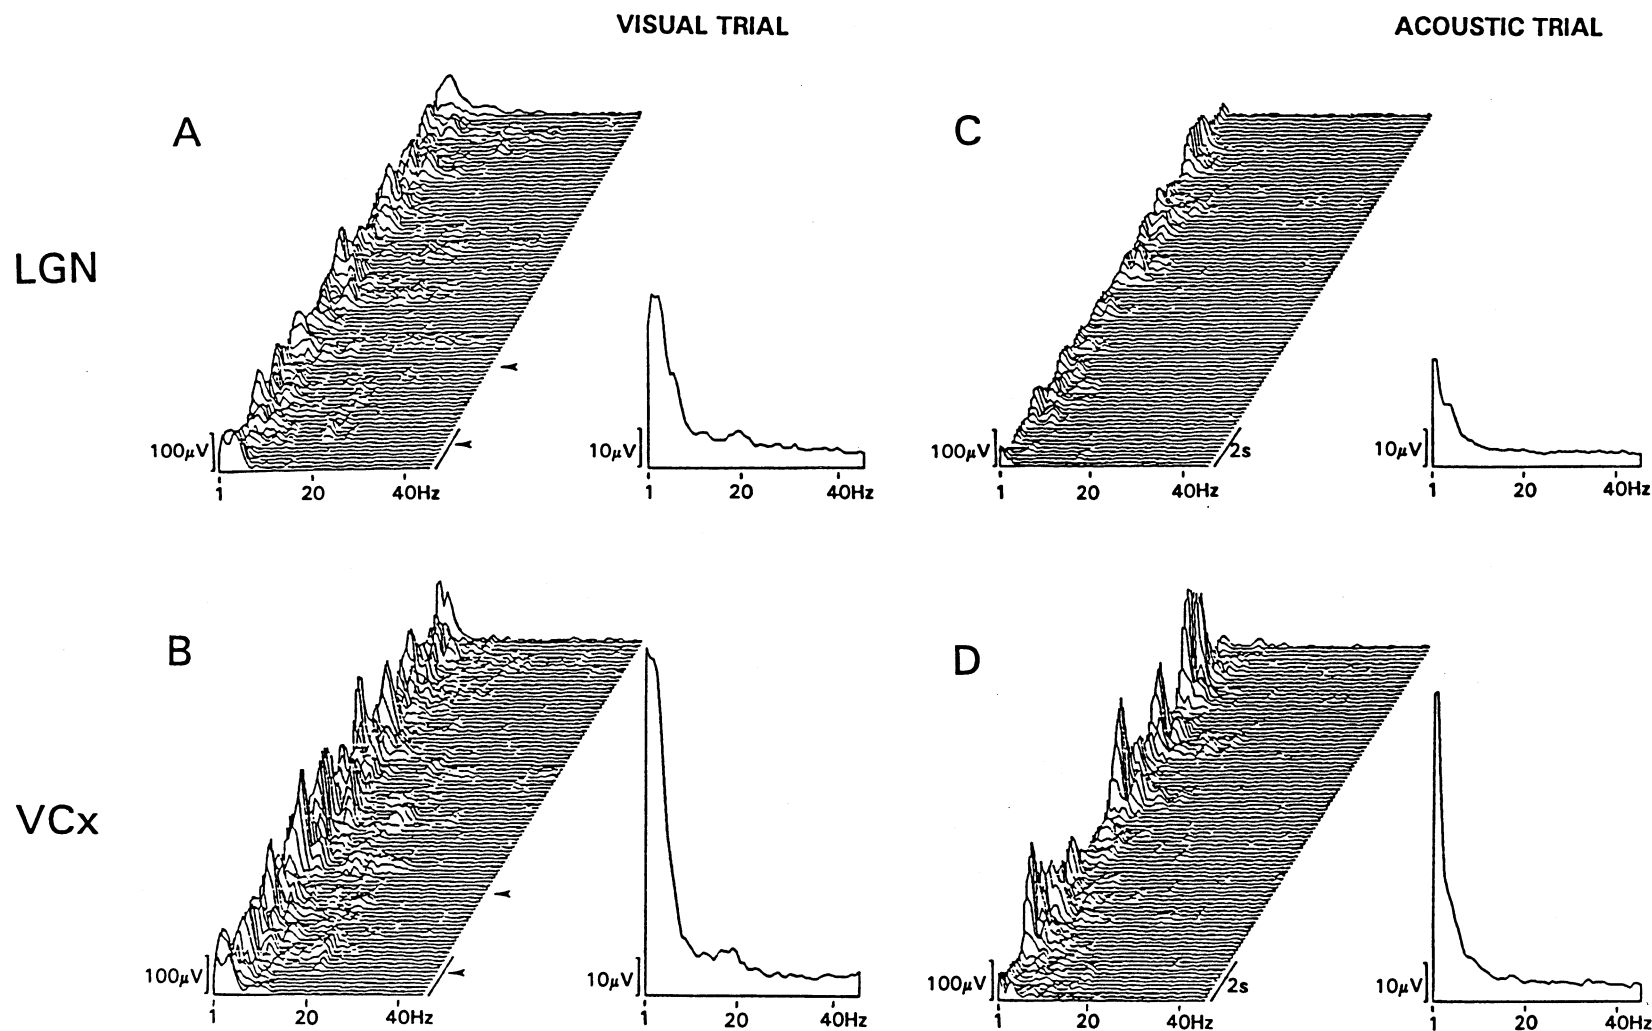 VISUAL TRIAL
ACOUSTIC TRIAL
A
C
LGN
100μV
10μV
100μV
2s
10μV
1 20 40Hz
1 20 40Hz
1 20 40Hz
1 20 40Hz
B
D
VCx
100μV
10μV
100μV
2s
10μV
1 20 40Hz
1 20 40Hz
1 20 40Hz
1 20 40Hz